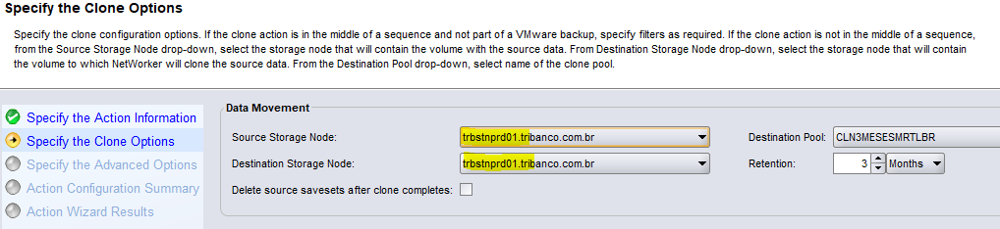 Specify the Clone Options
Specify the clone configuration options. If the clone action is in the middle of a sequence and not part of a VMware backup, specify filters as required. If the clone action is not in the middle of a sequence,
from the Source Storage Node drop-down, select the storage node that will contain the volume with the source data. From Destination Storage Node drop-down, select the storage node that will contain
the volume to which NetWorker will clone the source data. From the Destination Pool drop-down, select name of the clone pool.
Specify the Action Information
Specify the Clone Options
Specify the Advanced Options
Action Configuration Summary
Action Wizard Results
Data Movement
Source Storage Node: trbstnprd01.tribanco.com.br Destination Pool: CLN3MESESMRTLBR
Destination Storage Node: trbstnprd01.tribanco.com.br Retention: 3 Months
Delete source savesets after clone completes: